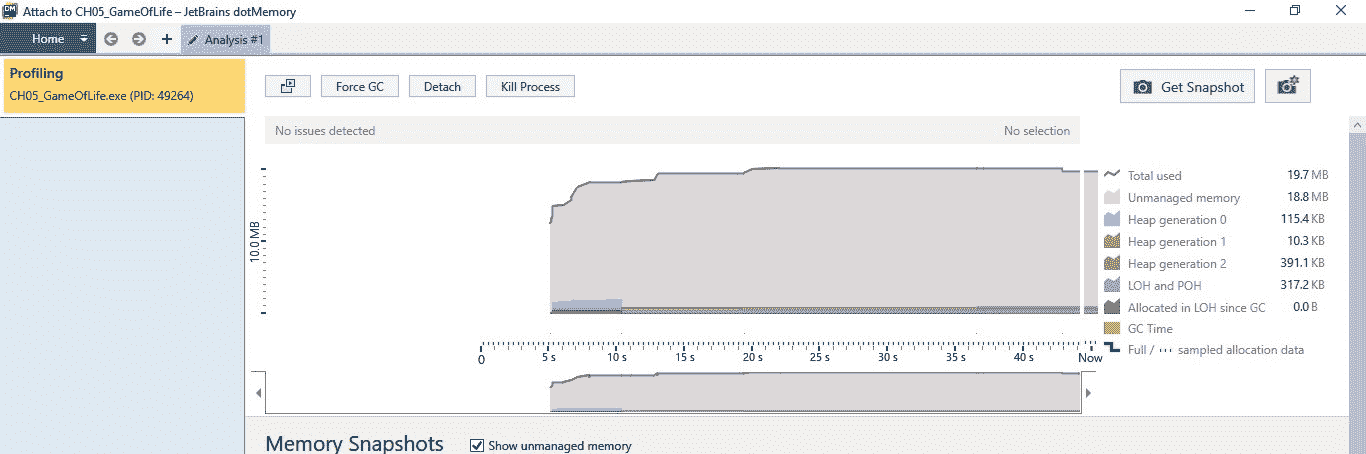 DM Attach to CH05_GameOfLife – JetBrains dotMemory
Home Analysis #1
Profiling
CH05_GameOfLife.exe (PID: 49264)
Force GC Detach Kill Process Get Snapshot
No issues detected No selection
10.0 MB
Total used 19.7 MB
Unmanaged memory 18.8 MB
Heap generation 0 115.4 KB
Heap generation 1 10.3 KB
Heap generation 2 391.1 KB
LOH and POH 317.2 KB
Allocated in LOH since GC 0.0 B
GC Time
Full / sampled allocation data
0 5 s 10 s 15 s 20 s 25 s 30 s 35 s 40 s Now
Memory Snapshots Show unmanaged memory